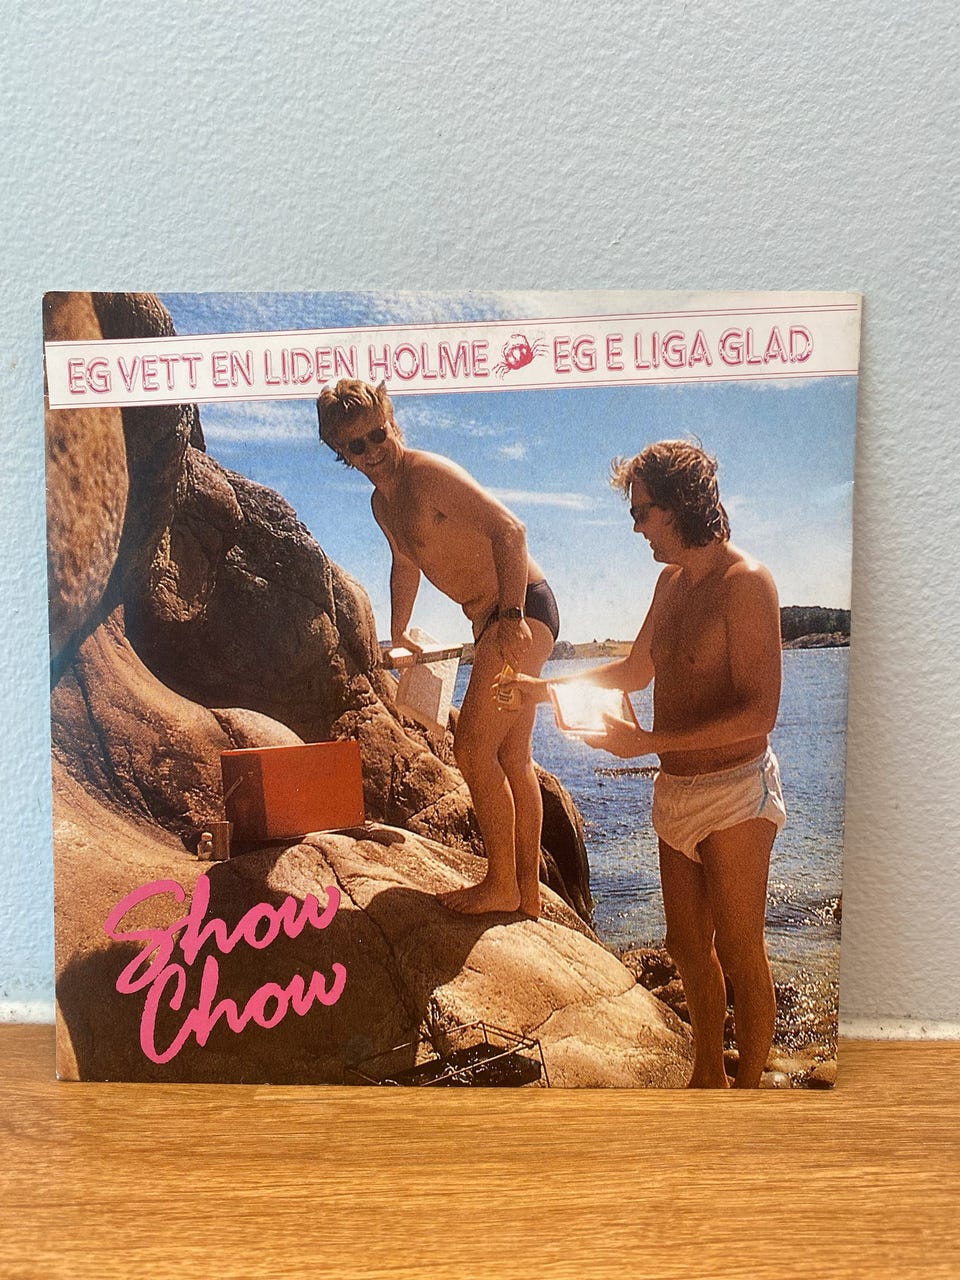 EG VETT EN LIDEN HOLME EG E LIGA GLAD
Show
Chow